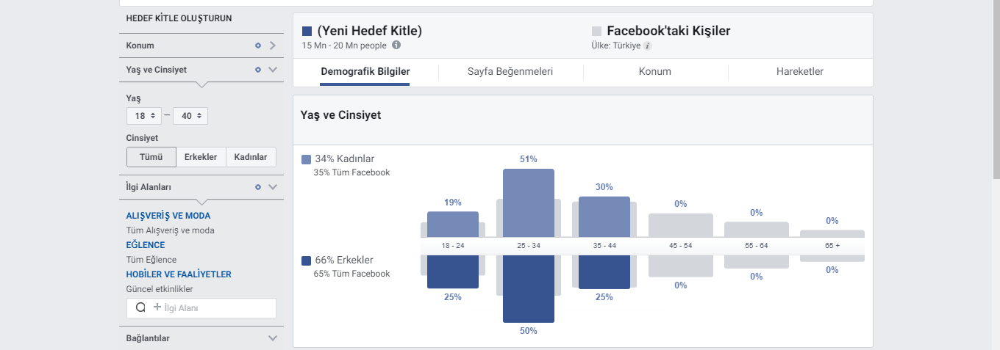 HEDEF KİTLE OLUŞTURUN
Konum
Yaş ve Cinsiyet
Yaş
18 – 40
Cinsiyet
Tümü Erkekler Kadınlar
İlgi Alanları
ALIŞVERİŞ VE MODA
Tüm Alışveriş ve moda
EĞLENCE
Tüm Eğlence
HOBİLER VE FAALİYETLER
Güncel etkinlikler
+ İlgi Alanı
Bağlantılar
(Yeni Hedef Kitle)
15 Mn - 20 Mn people i
Facebook'taki Kişiler
Ülke: Türkiye i
Demografik Bilgiler Sayfa Beğenmeleri Konum Hareketler
Yaş ve Cinsiyet
34% Kadınlar
35% Tüm Facebook
19% 51% 30% 0% 0% 0%
18 - 24 25 - 34 35 - 44 45 - 54 55 - 64 65 +
66% Erkekler
65% Tüm Facebook
25% 50% 25% 0% 0% 0%